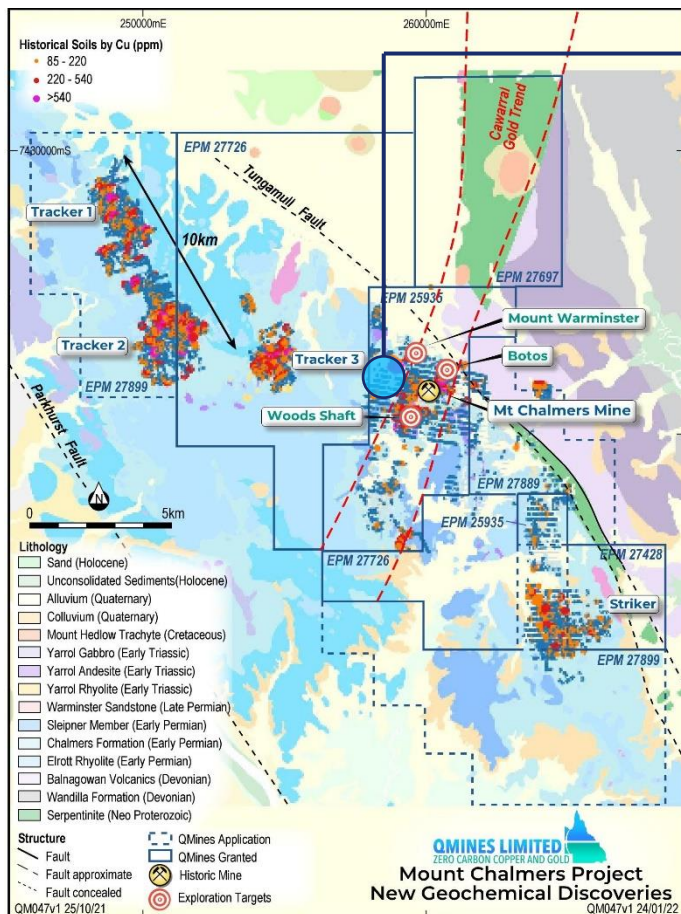 250000mE
260000mE
Historical Soils by Cu (ppm)
85 - 220
220 - 540
>540
7430000mS
EPM 27726
Cawarral
Gold Trend
Tungamull Fault
Tracker 1
10km
EPM 27697
EPM 25935
Mount Warminster
Tracker 2
Tracker 3
Botos
EPM 27899
Woods Shaft
Mt Chalmers Mine
Parkhurst Fault
N
0 5km
EPM 27889
EPM 25935
EPM 27726
EPM 27428
Striker
EPM 27899
Lithology
Sand (Holocene)
Unconsolidated Sediments(Holocene)
Alluvium (Quaternary)
Colluvium (Quaternary)
Mount Hedlow Trachyte (Cretaceous)
Yarrol Gabbro (Early Triassic)
Yarrol Andesite (Early Triassic)
Yarrol Rhyolite (Early Triassic)
Warminster Sandstone (Late Permian)
Sleipner Member (Early Permian)
Chalmers Formation (Early Permian)
Elrott Rhyolite (Early Permian)
Balnagowan Volcanics (Devonian)
Wandilla Formation (Devonian)
Serpentinite (Neo Proterozoic)
Structure
Fault
Fault approximate
Fault concealed
QMines Application
QMines Granted
Historic Mine
Exploration Targets
QMINES LIMITED
ZERO CARBON COPPER AND GOLD
Mount Chalmers Project
New Geochemical Discoveries
QM047v1 25/10/21
QM047v1 24/01/22